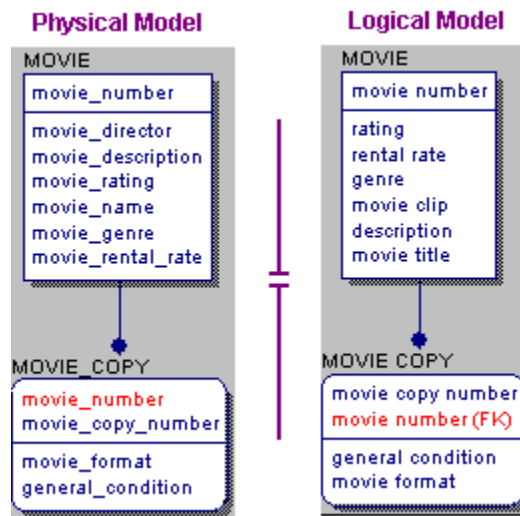 Physical Model
MOVIE
movie_number
movie_director
movie_description
movie_rating
movie_name
movie_genre
movie_rental_rate
MOVIE_COPY
movie_number
movie_copy_number
movie_format
general_condition
Logical Model
MOVIE
movie number
rating
rental rate
genre
movie clip
description
movie title
MOVIE COPY
movie copy number
movie number (FK)
general condition
movie format